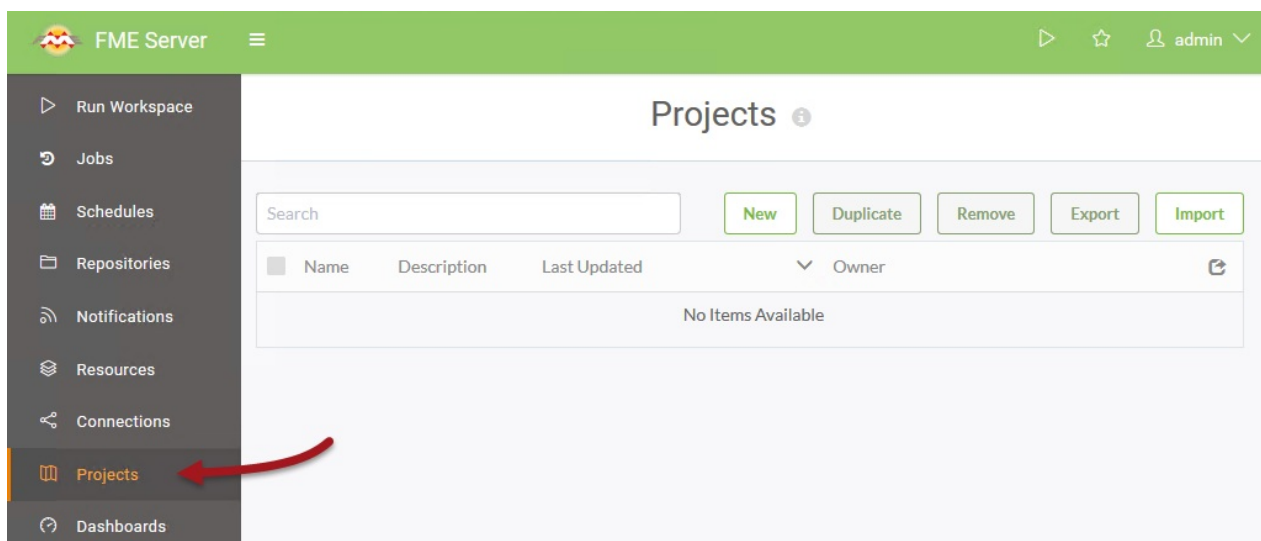 FME Server
admin
Run Workspace
Jobs
Schedules
Repositories
Notifications
Resources
Connections
Projects
Dashboards
Projects
Search
New Duplicate Remove Export Import
Name Description Last Updated Owner
No Items Available